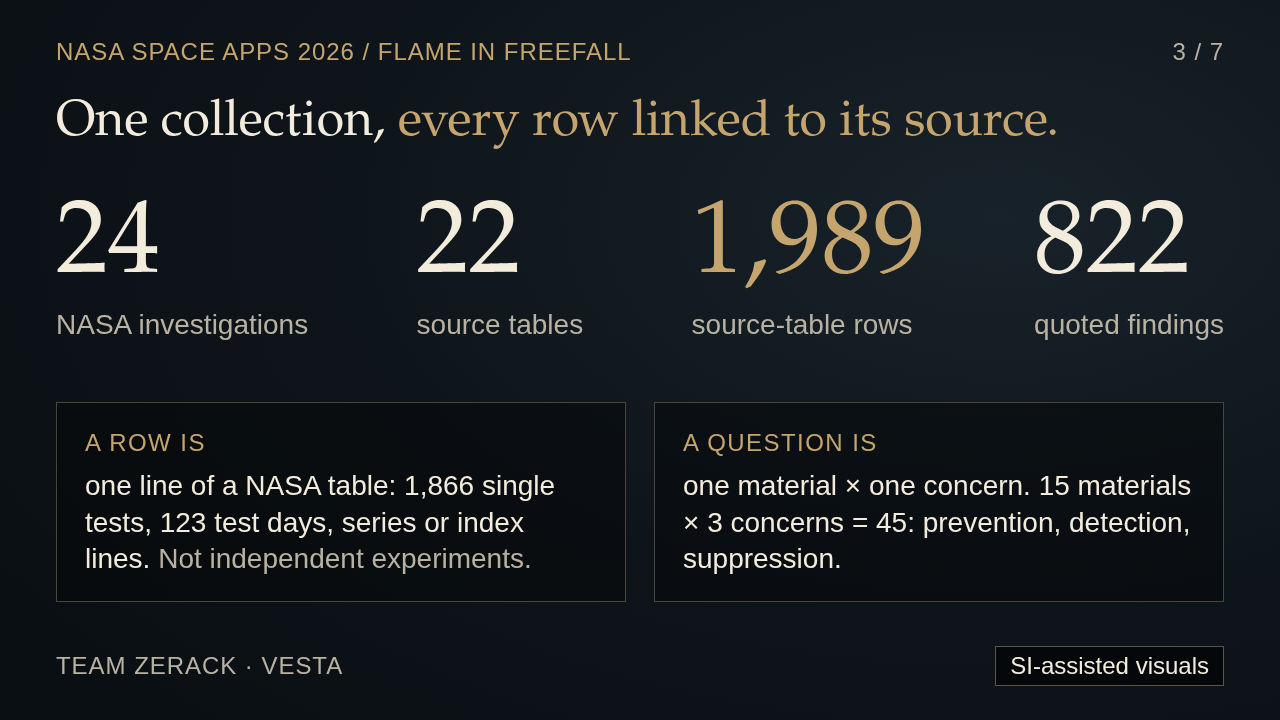 NASA SPACE APPS 2026 / FLAME IN FREEFALL
3 / 7
One collection, every row linked to its source.
24
NASA investigations
22
source tables
1,989
source-table rows
822
quoted findings
A ROW IS
one line of a NASA table: 1,866 single
tests, 123 test days, series or index
lines. Not independent experiments.
A QUESTION IS
one material × one concern. 15 materials
× 3 concerns = 45: prevention, detection,
suppression.
TEAM ZERACK · VESTA
SI-assisted visuals